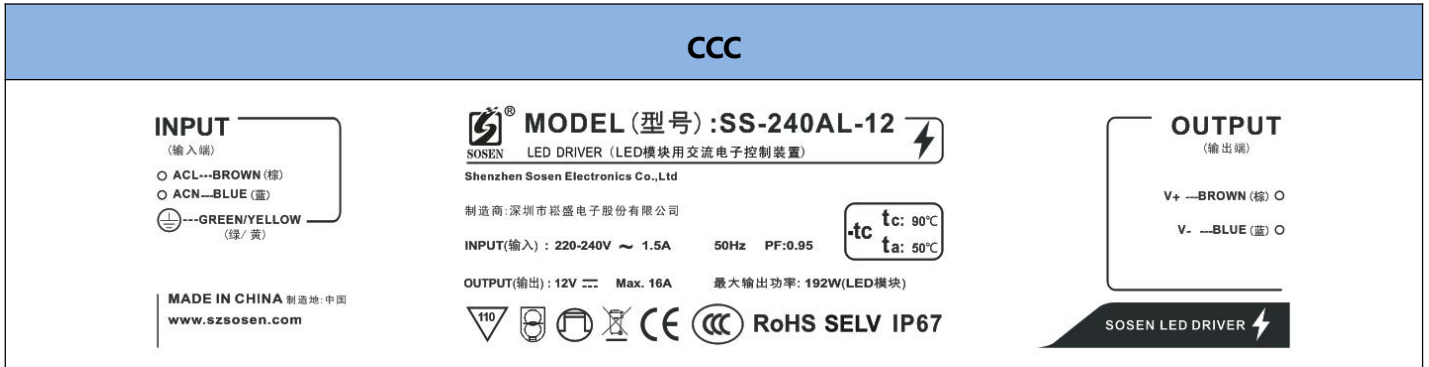 CCC
INPUT
(输入端)
ACL---BROWN(棕)
ACN---BLUE(蓝)
---GREEN/YELLOW
(绿/黄)
MADE IN CHINA 制造地:中国
www.szsosen.com
SOSEN
®
MODEL(型号):SS-240AL-12
LED DRIVER (LED模块用交流电子控制装置)
Shenzhen Sosen Electronics Co.,Ltd
制造商:深圳市崧盛电子股份有限公司
INPUT(输入) : 220-240V ~ 1.5A 50Hz PF:0.95
-tc
tc: 90℃
ta: 50℃
OUTPUT(输出) : 12V ⎓ Max. 16A 最大输出功率: 192W(LED模块)
110
CE
CCC
RoHS SELV IP67
OUTPUT
(输出端)
V+ ---BROWN(棕)
V- ---BLUE(蓝)
SOSEN LED DRIVER